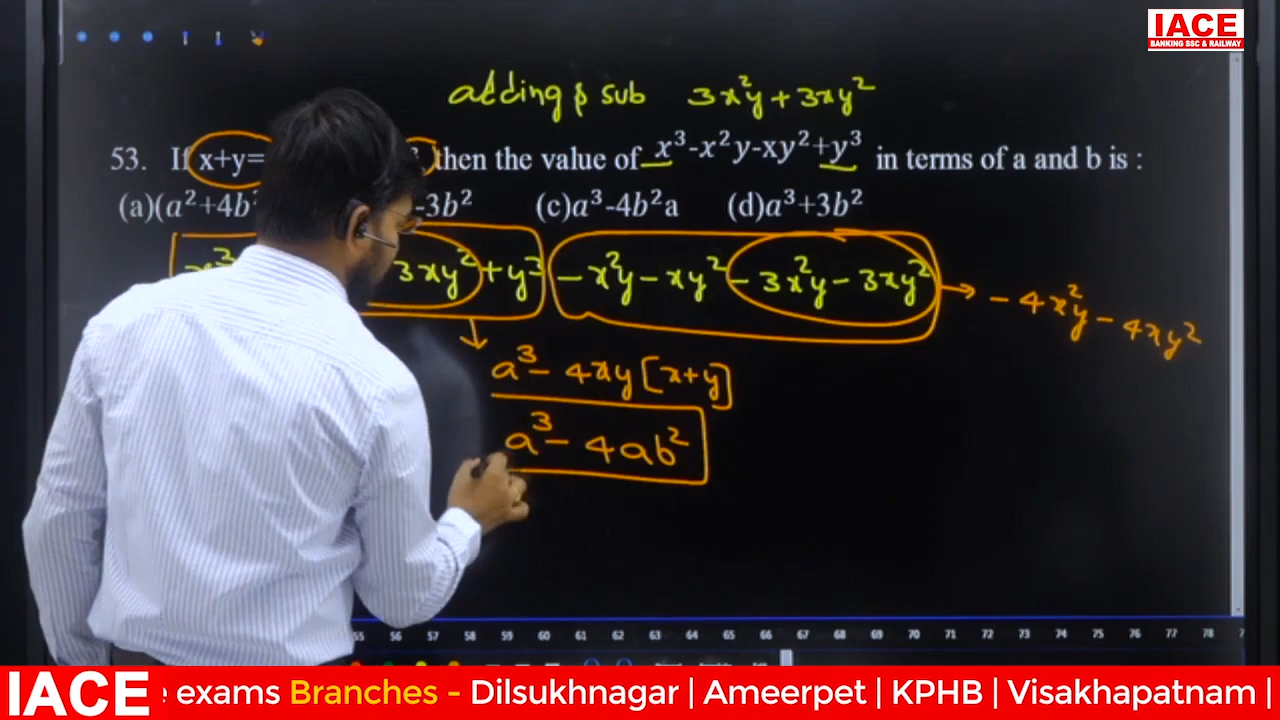 IACE
BANKING SSC & RAILWAY
adding & sub 3x²y + 3xy²
53. If x+y= then the value of x³-x²y-xy²+y³ in terms of a and b is :
(a)(a²+4b² -3b² (c)a³-4b²a (d)a³+3b²
3xy² + y³ - x²y - xy² - 3x²y - 3xy² → - 4x²y - 4xy²
a³ - 4xy [x+y]
a³ - 4ab²
55 56 57 58 59 60 61 62 63 64 65 66 67 68 69 70 71 72 73 74 75 76 77 78
IACE exams Branches - Dilsukhnagar | Ameerpet | KPHB | Visakhapatnam |